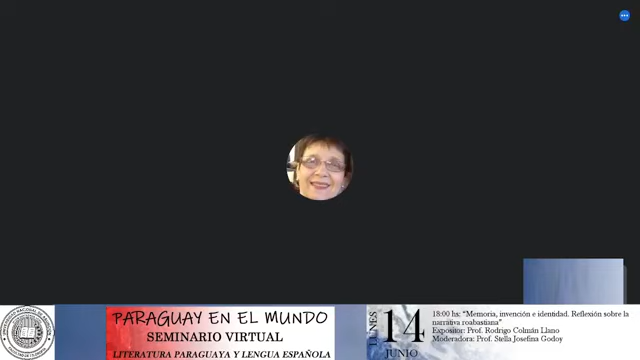 PARAGUAY EN EL MUNDO
SEMINARIO VIRTUAL
LITERATURA PARAGUAYA Y LENGUA ESPAÑOLA
LUNES
14
JUNIO
18:00 hs: "Memoria, invención e identidad. Reflexión sobre la
narrativa roabastiana"
Expositor: Prof. Rodrigo Colmán Llano
Moderadora: Prof. Stella Josefina Godoy